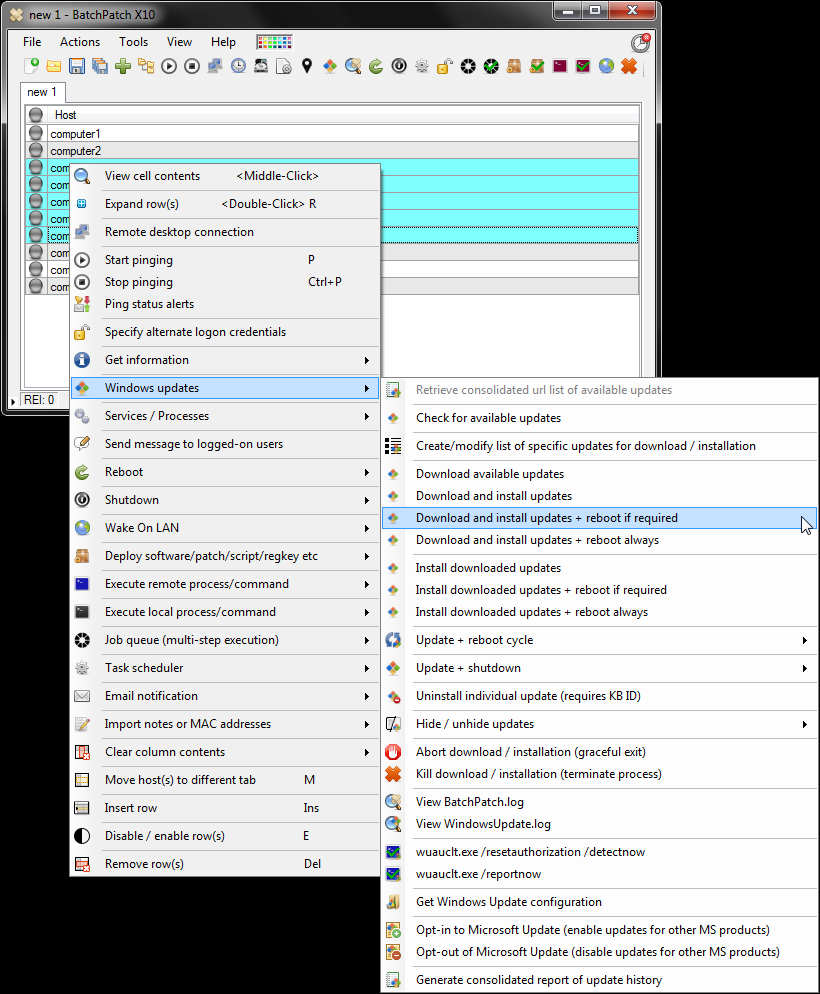 new 1 - BatchPatch X10
File Actions Tools View Help
new 1
Host
computer1
computer2
com
com
com
com
com
com
com
com
REI: 0
View cell contents <Middle-Click>
Expand row(s) <Double-Click> R
Remote desktop connection
Start pinging P
Stop pinging Ctrl+P
Ping status alerts
Specify alternate logon credentials
Get information
Windows updates
Services / Processes
Send message to logged-on users
Reboot
Shutdown
Wake On LAN
Deploy software/patch/script/regkey etc
Execute remote process/command
Execute local process/command
Job queue (multi-step execution)
Task scheduler
Email notification
Import notes or MAC addresses
Clear column contents
Move host(s) to different tab M
Insert row Ins
Disable / enable row(s) E
Remove row(s) Del
Retrieve consolidated url list of available updates
Check for available updates
Create/modify list of specific updates for download / installation
Download available updates
Download and install updates
Download and install updates + reboot if required
Download and install updates + reboot always
Install downloaded updates
Install downloaded updates + reboot if required
Install downloaded updates + reboot always
Update + reboot cycle
Update + shutdown
Uninstall individual update (requires KB ID)
Hide / unhide updates
Abort download / installation (graceful exit)
Kill download / installation (terminate process)
View BatchPatch.log
View WindowsUpdate.log
wuauclt.exe /resetauthorization /detectnow
wuauclt.exe /reportnow
Get Windows Update configuration
Opt-in to Microsoft Update (enable updates for other MS products)
Opt-out of Microsoft Update (disable updates for other MS products)
Generate consolidated report of update history